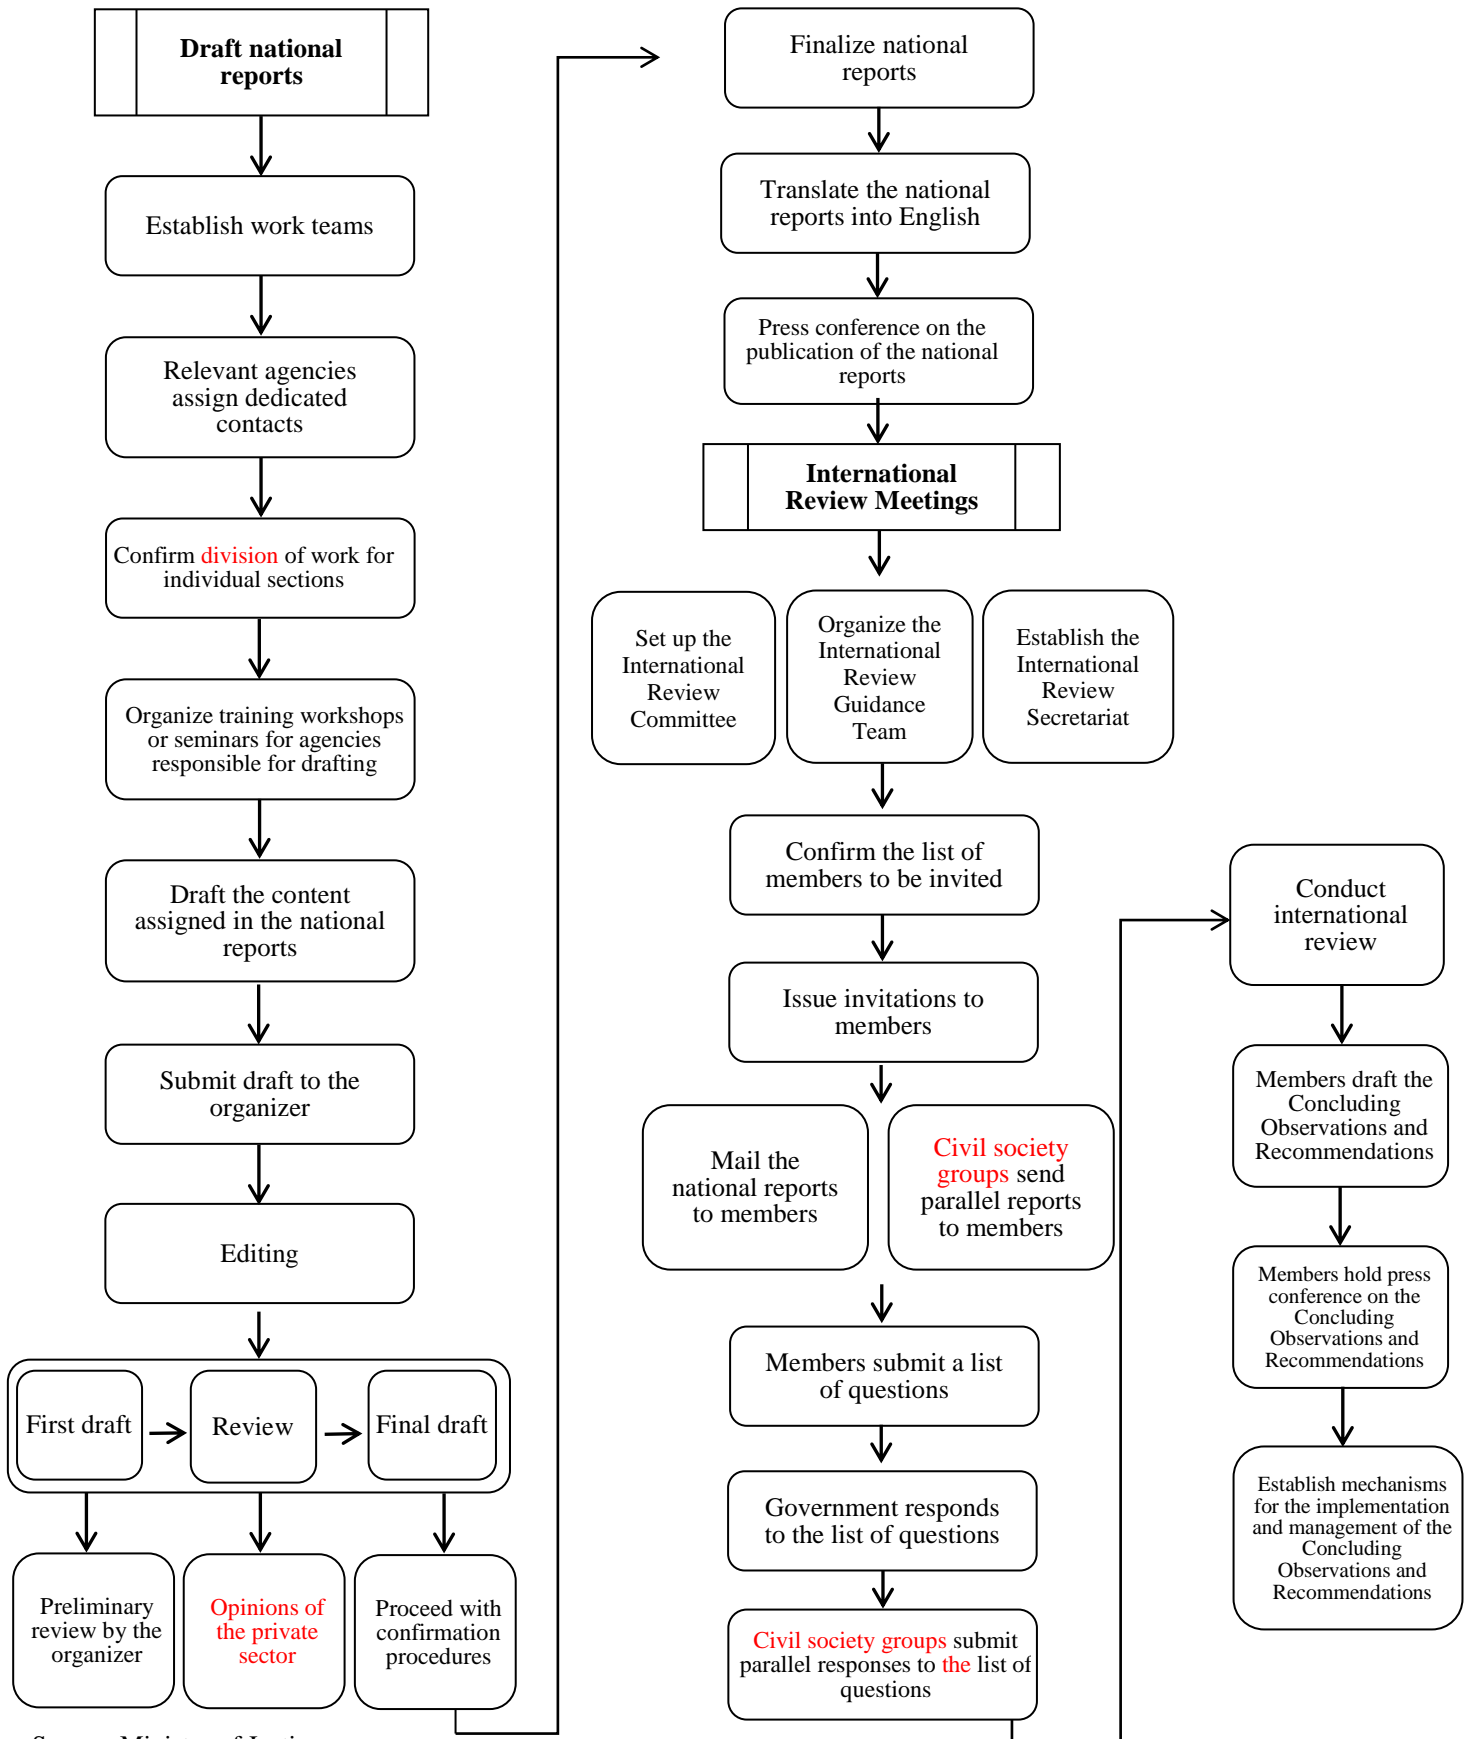 Draft national
reports
Establish work teams
Relevant agencies
assign dedicated
contacts
Confirm division of work for
individual sections
Organize training workshops
or seminars for agencies
responsible for drafting
Draft the content
assigned in the national
reports
Submit draft to the
organizer
Editing
First draft
Review
Final draft
Preliminary
review by the
organizer
Opinions of
the private
sector
Proceed with
confirmation
procedures
Finalize national
reports
Translate the national
reports into English
Press conference on the
publication of the national
reports
International
Review Meetings
Set up the
International
Review
Committee
Organize the
International
Review
Guidance
Team
Establish the
International
Review
Secretariat
Confirm the list of
members to be invited
Issue invitations to
members
Mail the
national reports
to members
Civil society
groups send
parallel reports
to members
Members submit a list
of questions
Government responds
to the list of questions
Civil society groups submit
parallel responses to the list of
questions
Conduct
international
review
Members draft the
Concluding
Observations and
Recommendations
Members hold press
conference on the
Concluding
Observations and
Recommendations
Establish mechanisms
for the implementation
and management of the
Concluding
Observations and
Recommendations